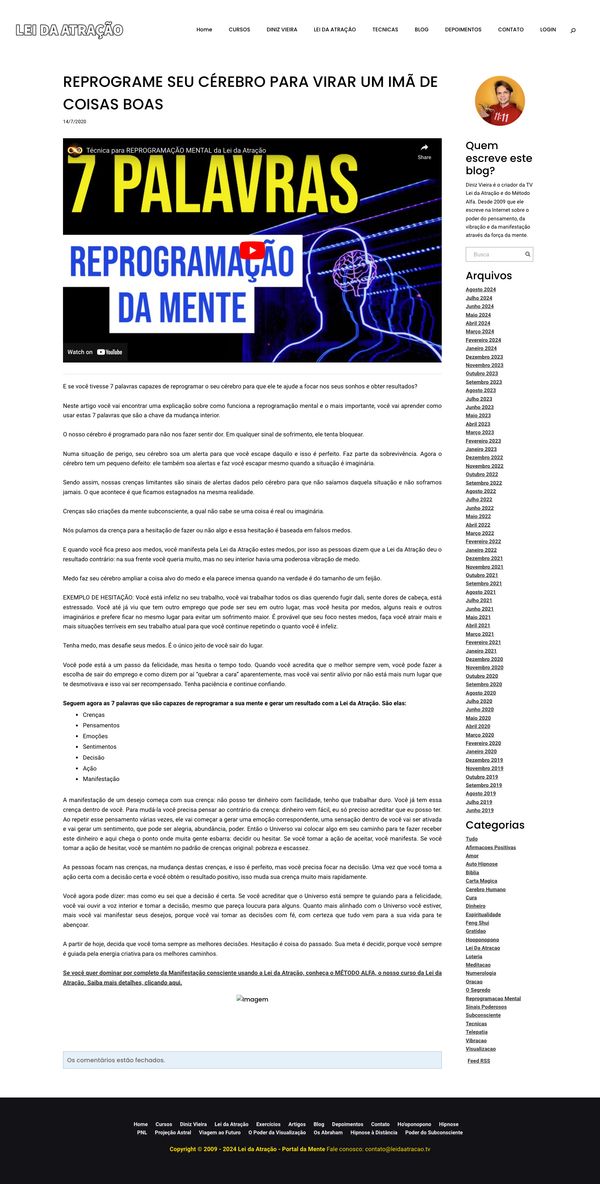 LEI DA ATRAÇÃO
Home CURSOS DINIZ VIEIRA LEI DA ATRAÇÃO TECNICAS BLOG DEPOIMENTOS CONTATO LOGIN
REPROGRAME SEU CÉREBRO PARA VIRAR UM IMÃ DE
COISAS BOAS
14/7/2020
Técnica para REPROGRAMAÇÃO MENTAL da Lei da Atração
Share
7 PALAVRAS
REPROGRAMAÇÃO
DA MENTE
Watch on YouTube
E se você tivesse 7 palavras capazes de reprogramar o seu cérebro para que ele te ajude a focar nos seus sonhos e obter resultados?
Neste artigo você vai encontrar uma explicação sobre como funciona a reprogramação mental e o mais importante, você vai aprender como
usar estas 7 palavras que são a chave da mudança interior.
O nosso cérebro é programado para não nos fazer sentir dor. Em qualquer sinal de sofrimento, ele tenta bloquear.
Numa situação de perigo, seu cérebro soa um alerta para que você escape daquilo e isso é perfeito. Faz parte da sobrevivência. Agora o
cérebro tem um pequeno defeito: ele também soa alertas e faz você escapar mesmo quando a situação é imaginária.
Sendo assim, nossas crenças limitantes são sinais de alertas dados pelo cérebro para que não saíamos daquela situação e não soframos
jamais. O que acontece é que ficamos estagnados na mesma realidade.
Crenças são criações da mente subconsciente, a qual não sabe se uma coisa é real ou imaginária.
Nós pulamos da crença para a hesitação de fazer ou não algo e essa hesitação é baseada em falsos medos.
E quando você fica preso aos medos, você manifesta pela Lei da Atração estes medos, por isso as pessoas dizem que a Lei da Atração deu o
resultado contrário: na sua frente você queria muito, mas no seu interior havia uma poderosa vibração de medo.
Medo faz seu cérebro ampliar a coisa alvo do medo e ela parece imensa quando na verdade é do tamanho de um feijão.
EXEMPLO DE HESITAÇÃO: Você está infeliz no seu trabalho, você vai trabalhar todos os dias querendo fugir dali, sente dores de cabeça, está
estressado. Você até já viu que tem outro emprego que pode ser seu em outro lugar, mas você hesita por medos, alguns reais e outros
imaginários e prefere ficar no mesmo lugar para evitar um sofrimento maior. É provável que seu foco nestes medos, faça você atrair mais e
mais situações terríveis em seu trabalho atual para que você continue repetindo o quanto você é infeliz.
Tenha medo, mas desafie seus medos. É o único jeito de você sair do lugar.
Você pode está a um passo da felicidade, mas hesita o tempo todo. Quando você acredita que o melhor sempre vem, você pode fazer a
escolha de sair do emprego e como dizem por aí "quebrar a cara" aparentemente, mas você vai sentir alívio por não está mais num lugar que
te desmotivava e isso vai ser recompensado. Tenha paciência e continue confiando.
Seguem agora as 7 palavras que são capazes de reprogramar a sua mente e gerar um resultado com a Lei da Atração. São elas:
• Crenças
• Pensamentos
• Emoções
• Sentimentos
• Decisão
• Ação
• Manifestação
A manifestação de um desejo começa com sua crença: não posso ter dinheiro com facilidade, tenho que trabalhar duro. Você já tem essa
crença dentro de você. Para mudá-la você precisa pensar ao contrário da crença: dinheiro vem fácil, eu só preciso acreditar que eu posso ter.
Ao repetir esse pensamento várias vezes, ele vai começar a gerar uma emoção correspondente, uma sensação dentro de você vai ser ativada
e vai gerar um sentimento, que pode ser alegria, abundância, poder. Então o Universo vai colocar algo em seu caminho para te fazer receber
este dinheiro e aqui chega o ponto onde muita gente esbarra: decidir ou hesitar. Se você tomar a ação de aceitar, você manifesta. Se você
tomar a ação de hesitar, você se mantém no padrão de crenças original: pobreza e escassez.
As pessoas focam nas crenças, na mudança destas crenças, e isso é perfeito, mas você precisa focar na decisão. Uma vez que você toma a
ação certa com a decisão certa e você obtém o resultado positivo, isso muda sua crença muito mais rapidamente.
Você agora pode dizer: mas como eu sei que a decisão é certa. Se você acreditar que o Universo está sempre te guiando para a felicidade,
você vai ouvir a voz interior e tomar a decisão, mesmo que pareça loucura para alguns. Quanto mais alinhado com o Universo você estiver,
mais você vai manifestar seus desejos, porque você vai tomar as decisões com fé, com certeza que tudo vem para a sua vida para te
abençoar.
A partir de hoje, decida que você toma sempre as melhores decisões. Hesitação é coisa do passado. Sua meta é decidir, porque você sempre
é guiada pela energia criativa para os melhores caminhos.
Se você quer dominar por completo da Manifestação consciente usando a Lei da Atração, conheça o MÉTODO ALFA, o nosso curso da Lei da
Atração. Saiba mais detalhes, clicando aqui.
Imagem
Os comentários estão fechados.
11:11
Quem
escreve este
blog?
Diniz Vieira é o criador da TV
Lei da Atração e do Método
Alfa. Desde 2009 que ele
escreve na Internet sobre o
poder do pensamento, da
vibração e da manifestação
através da força da mente.
Busca
Arquivos
Agosto 2024
Julho 2024
Junho 2024
Maio 2024
Abril 2024
Março 2024
Fevereiro 2024
Janeiro 2024
Dezembro 2023
Novembro 2023
Outubro 2023
Setembro 2023
Agosto 2023
Julho 2023
Junho 2023
Maio 2023
Abril 2023
Março 2023
Fevereiro 2023
Janeiro 2023
Dezembro 2022
Novembro 2022
Outubro 2022
Setembro 2022
Agosto 2022
Julho 2022
Junho 2022
Maio 2022
Abril 2022
Março 2022
Fevereiro 2022
Janeiro 2022
Dezembro 2021
Novembro 2021
Outubro 2021
Setembro 2021
Agosto 2021
Julho 2021
Junho 2021
Maio 2021
Abril 2021
Março 2021
Fevereiro 2021
Janeiro 2021
Dezembro 2020
Novembro 2020
Outubro 2020
Setembro 2020
Agosto 2020
Julho 2020
Junho 2020
Maio 2020
Abril 2020
Março 2020
Fevereiro 2020
Janeiro 2020
Dezembro 2019
Novembro 2019
Outubro 2019
Setembro 2019
Agosto 2019
Julho 2019
Junho 2019
Categorias
Tudo
Afirmacoes Positivas
Amor
Auto Hipnose
Bíblia
Carta Magica
Cerebro Humano
Cura
Dinheiro
Espiritualidade
Feng Shui
Gratidao
Hooponopono
Lei Da Atracao
Loteria
Meditacao
Numerologia
Oracao
O Segredo
Reprogramacao Mental
Sinais Poderosos
Subconsciente
Tecnicas
Telepatia
Vibracao
Visualizacao
Feed RSS
Home Cursos Diniz Vieira Lei da Atração Exercícios Artigos Blog Depoimentos Contato Ho'oponopono Hipnose
PNL Projeção Astral Viagem ao Futuro O Poder da Visualização Os Abraham Hipnose à Distância Poder do Subconsciente
Copyright © 2009 - 2024 Lei da Atração - Portal da Mente Fale conosco: contato@leidaatracao.tv